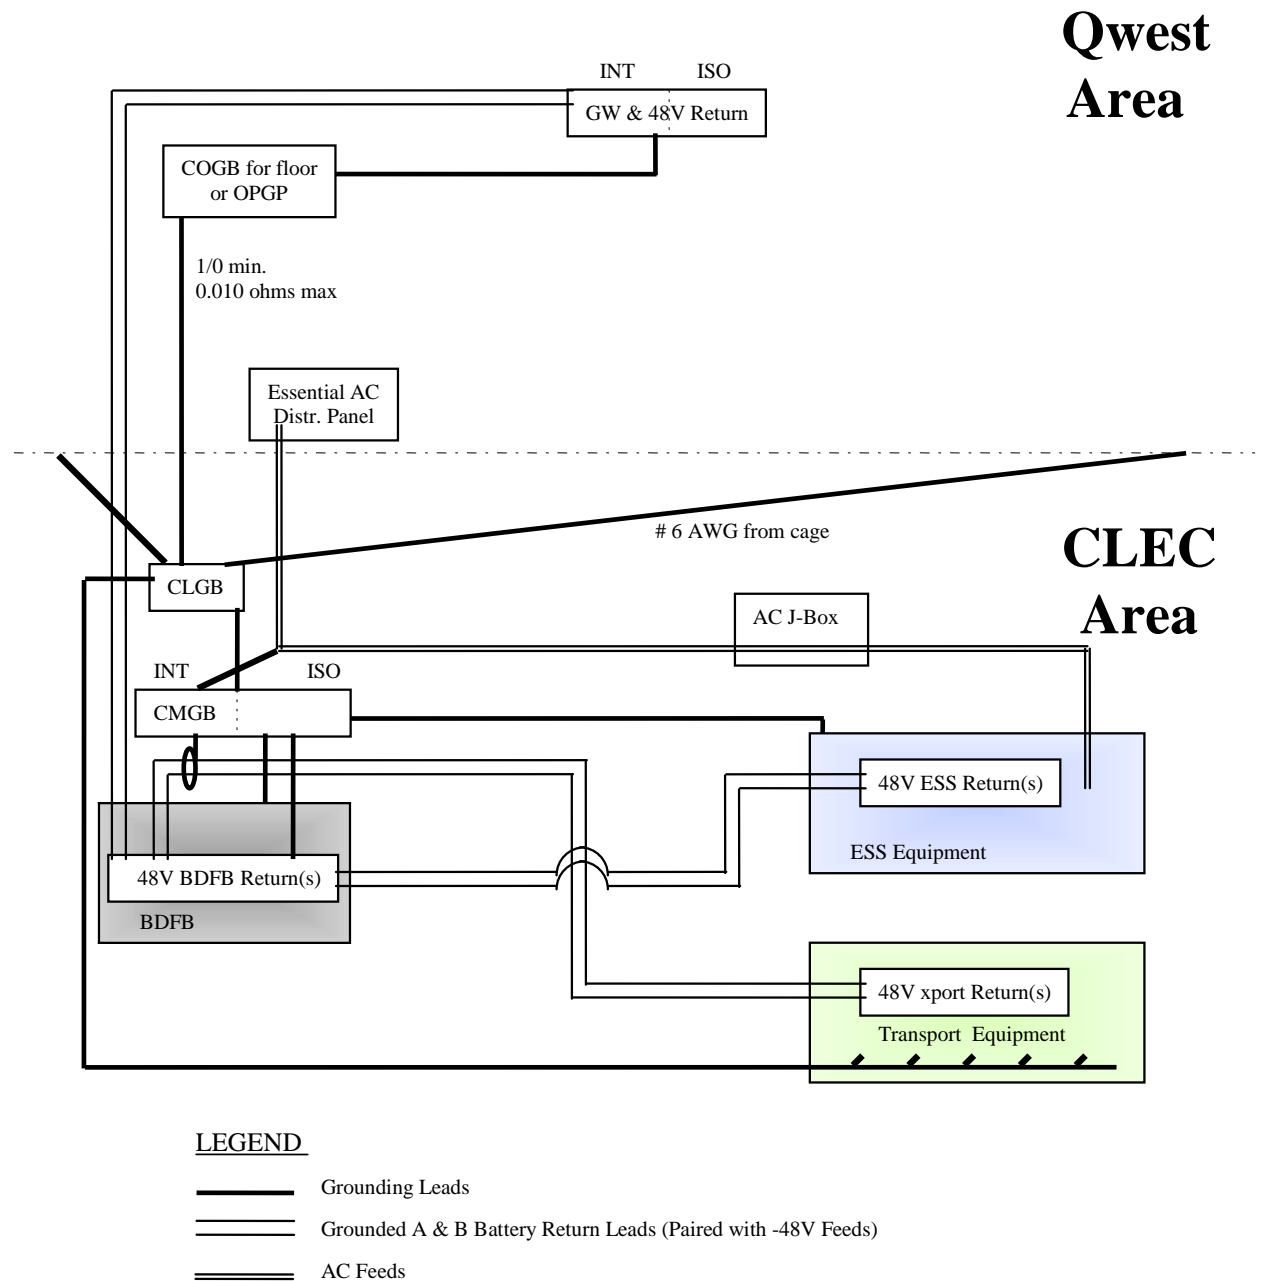 Qwest
Area
INT
ISO
GW & 48V Return
COGB for floor
or OPGP
1/0 min.
0.010 ohms max
Essential AC
Distr. Panel
# 6 AWG from cage
CLEC
Area
CLGB
AC J-Box
INT
ISO
CMGB
48V ESS Return(s)
ESS Equipment
48V BDFB Return(s)
BDFB
48V xport Return(s)
Transport Equipment
LEGEND
Grounding Leads
Grounded A & B Battery Return Leads (Paired with -48V Feeds)
AC Feeds